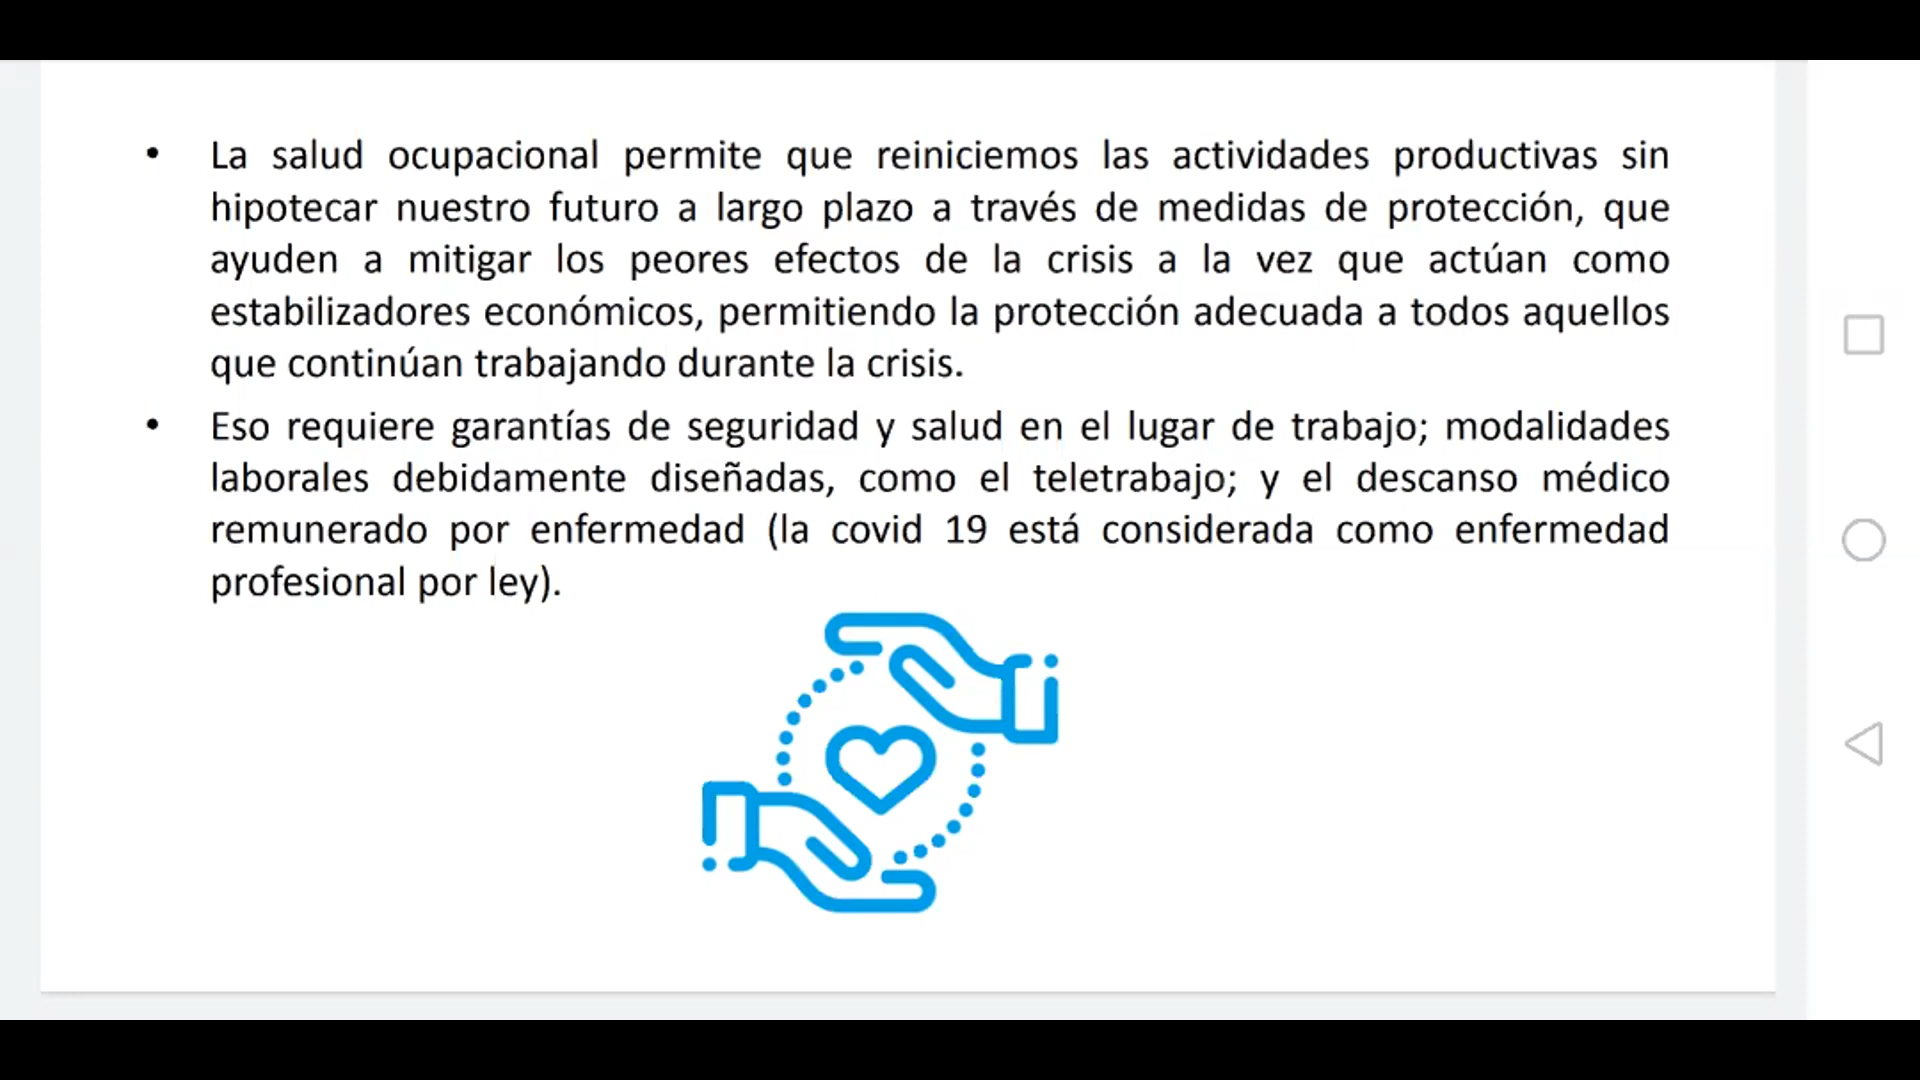 • La salud ocupacional permite que reiniciemos las actividades productivas sin
hipotecar nuestro futuro a largo plazo a través de medidas de protección, que
ayuden a mitigar los peores efectos de la crisis a la vez que actúan como
estabilizadores económicos, permitiendo la protección adecuada a todos aquellos
que continúan trabajando durante la crisis.
• Eso requiere garantías de seguridad y salud en el lugar de trabajo; modalidades
laborales debidamente diseñadas, como el teletrabajo; y el descanso médico
remunerado por enfermedad (la covid 19 está considerada como enfermedad
profesional por ley).